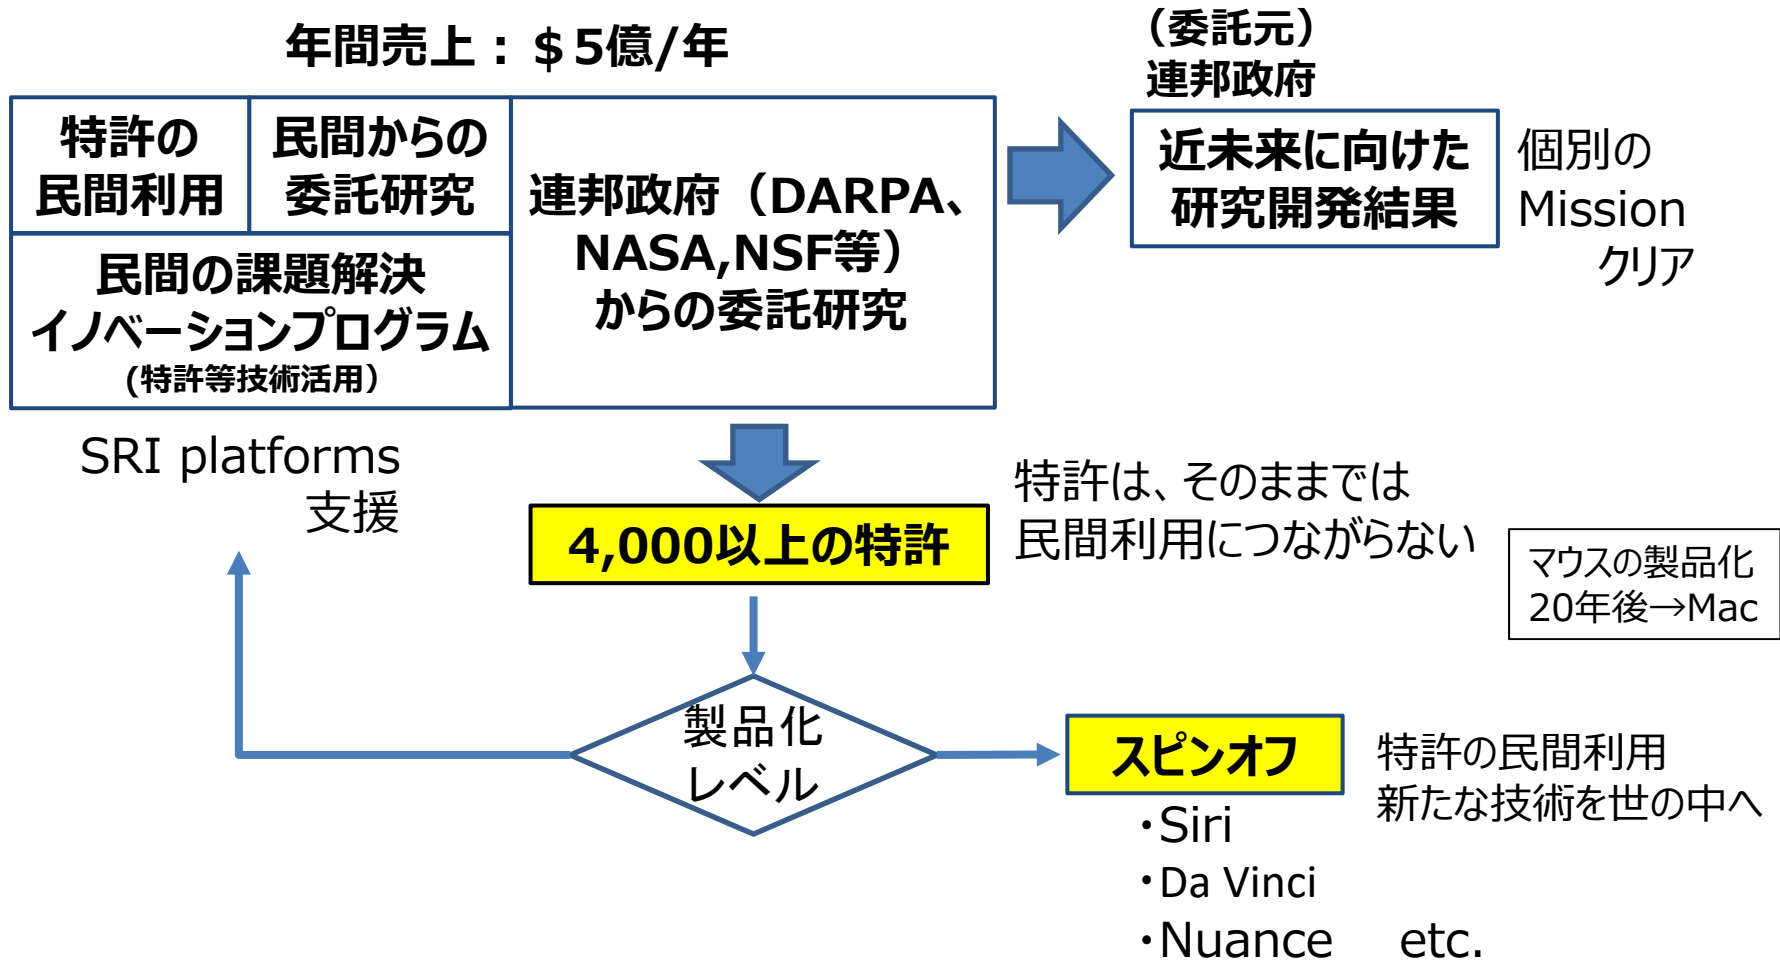 年間売上：＄5億/年
（委託元）
連邦政府
特許の
民間利用
民間からの
委託研究
連邦政府（DARPA、
NASA,NSF等）
からの委託研究
民間の課題解決
イノベーションプログラム
(特許等技術活用）
近未来に向けた
研究開発結果
個別の
Mission
クリア
SRI platforms
支援
4,000以上の特許
特許は、そのままでは
民間利用につながらない
マウスの製品化
20年後→Mac
製品化
レベル
スピンオフ
特許の民間利用
新たな技術を世の中へ
・Siri
・Da Vinci
・Nuance etc.